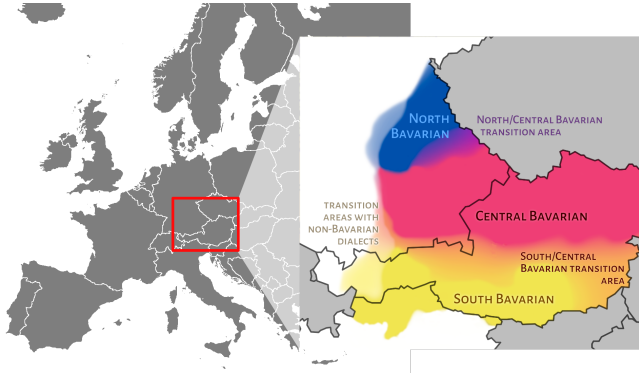 North
Bavarian
North/Central Bavarian
transition area
transition
areas with
non-Bavarian
dialects
Central Bavarian
South/Central
Bavarian transition
area
South Bavarian